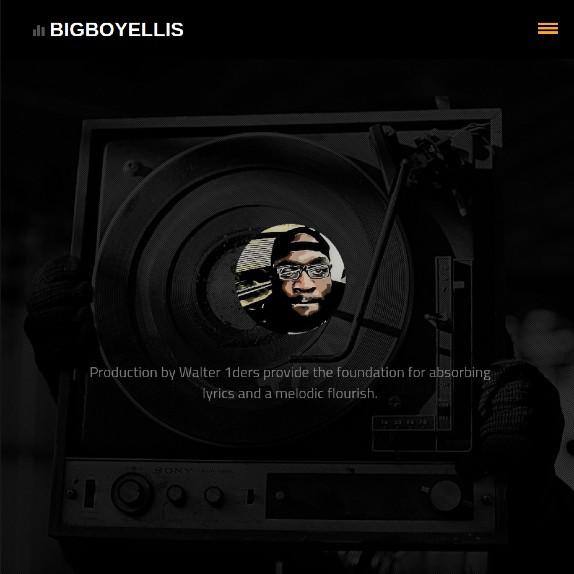 BIGBOYELLIS
Production by Walter 1ders provide the foundation for absorbing
lyrics and a melodic flourish.
SONY